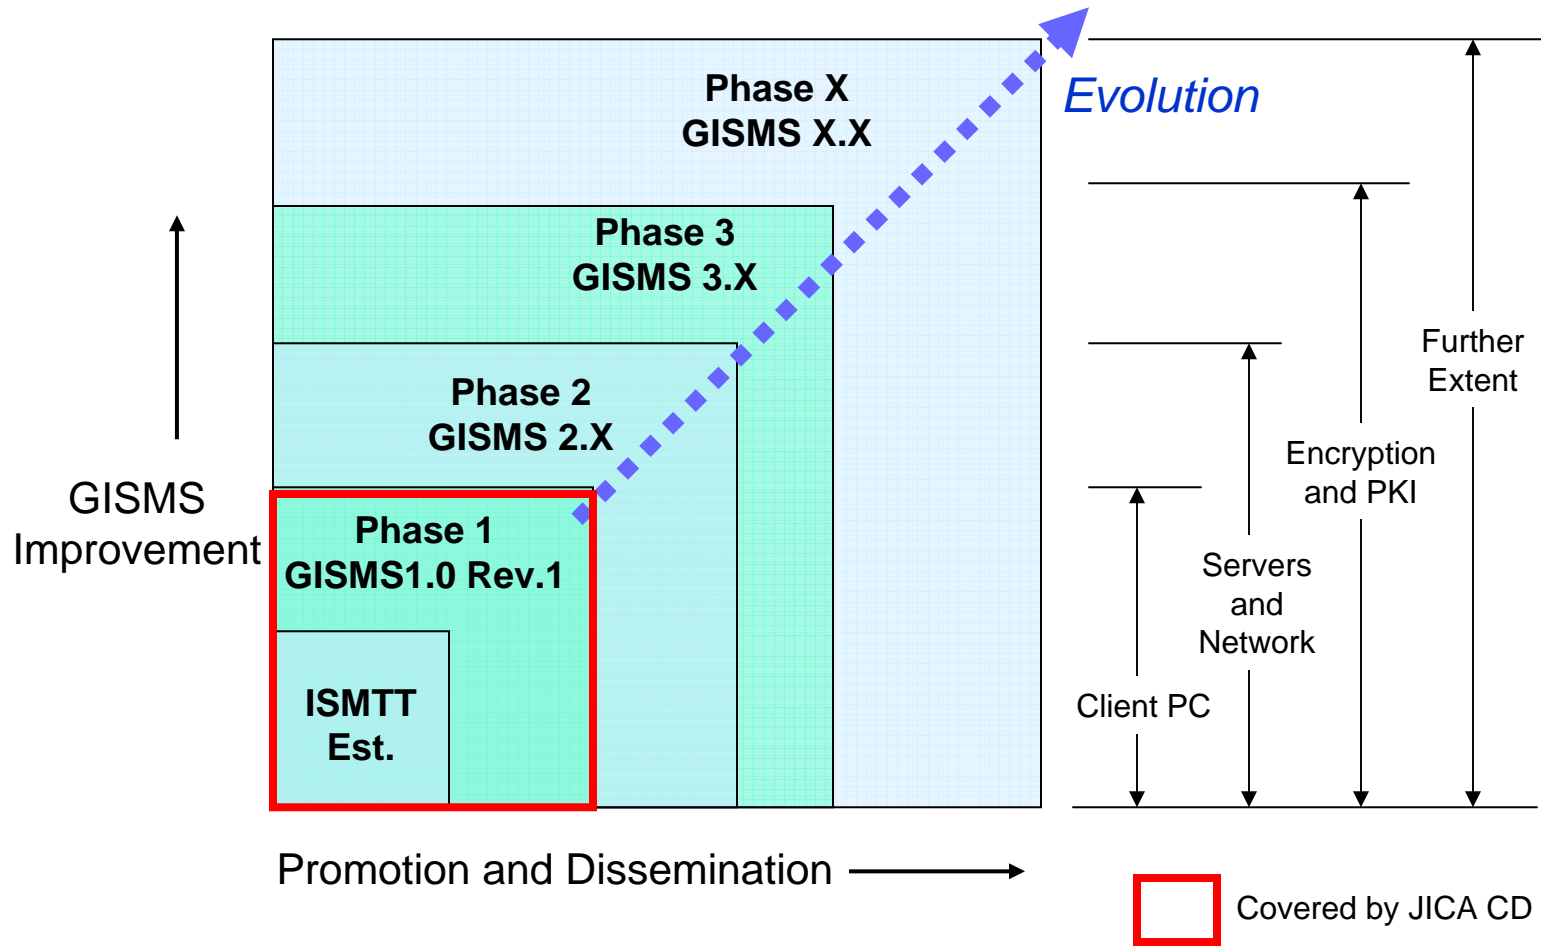 Phase X
GISMS X.X
Evolution
Phase 3
GISMS 3.X
Phase 2
GISMS 2.X
Phase 1
GISMS1.0 Rev.1
ISMTT
Est.
GISMS
Improvement
Further
Extent
Encryption
and PKI
Servers
and
Network
Client PC
Promotion and Dissemination
Covered by JICA CD